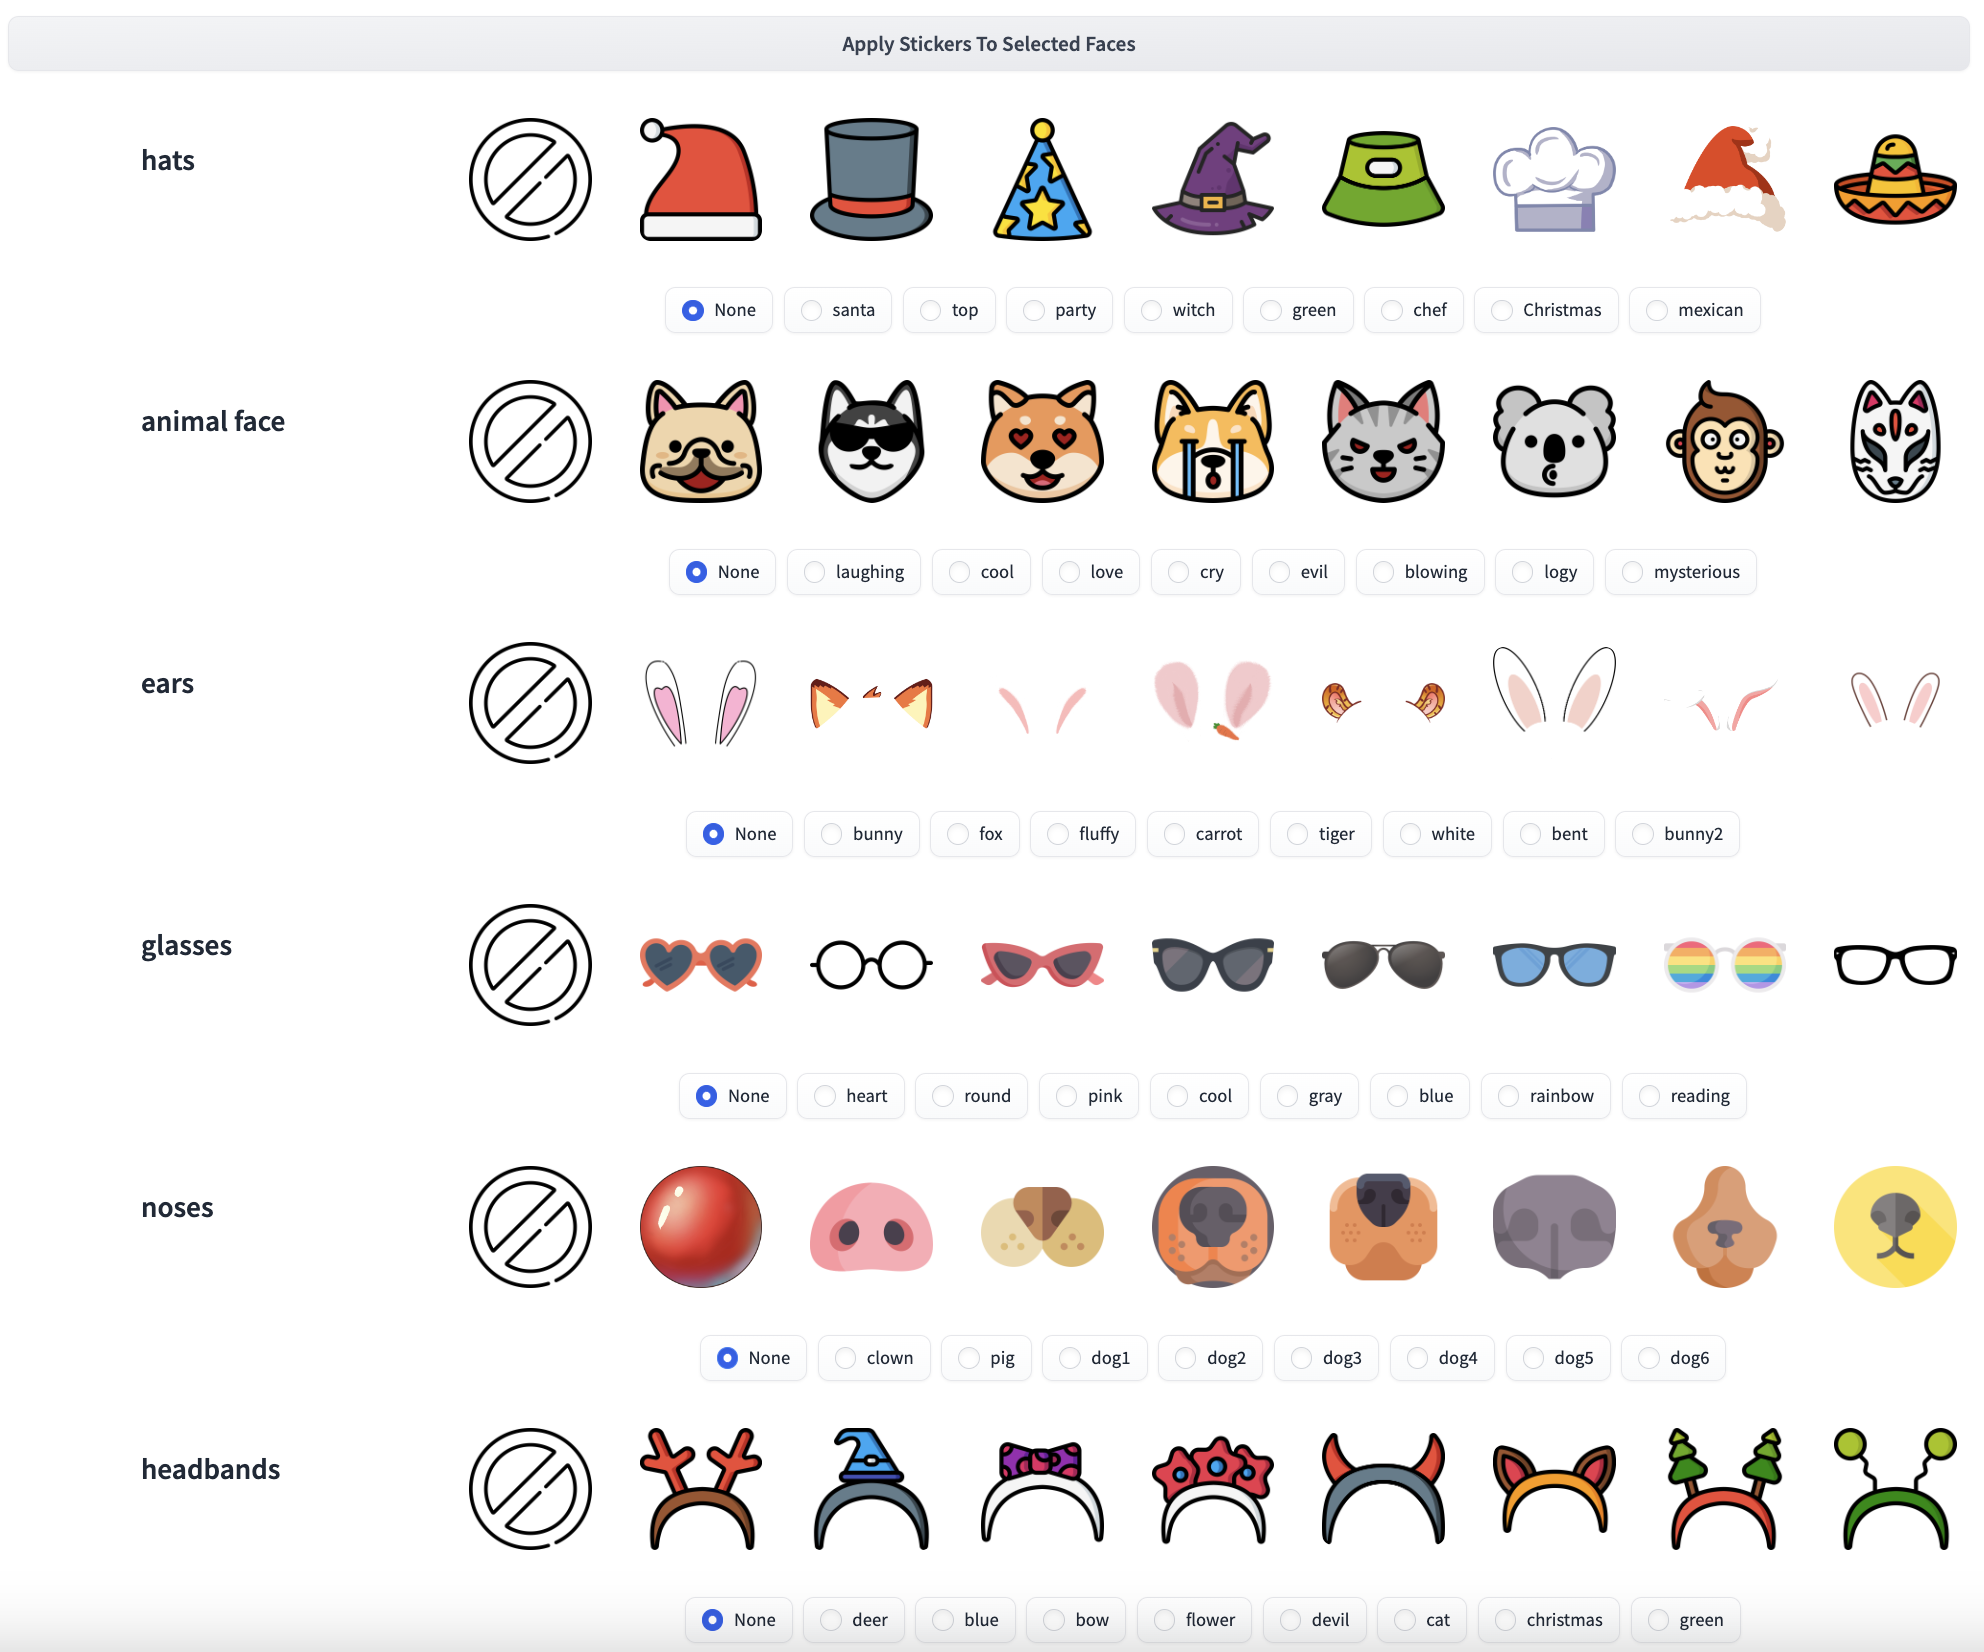 Apply Stickers To Selected Faces
hats
None santa top party witch green chef Christmas mexican
animal face
None laughing cool love cry evil blowing logy mysterious
ears
None bunny fox fluffy carrot tiger white bent bunny2
glasses
None heart round pink cool gray blue rainbow reading
noses
None clown pig dog1 dog2 dog3 dog4 dog5 dog6
headbands
None deer blue bow flower devil cat christmas green